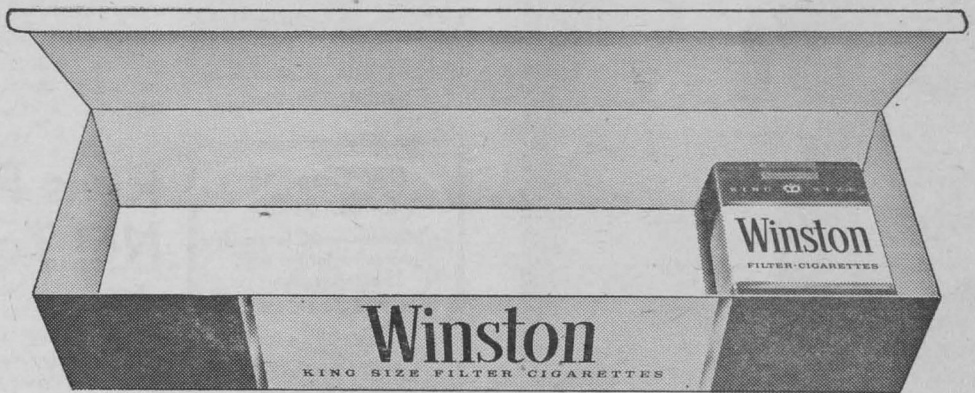 KING SIZE
Winston
FILTER-CIGARETTES
Winston
KING SIZE FILTER CIGARETTES